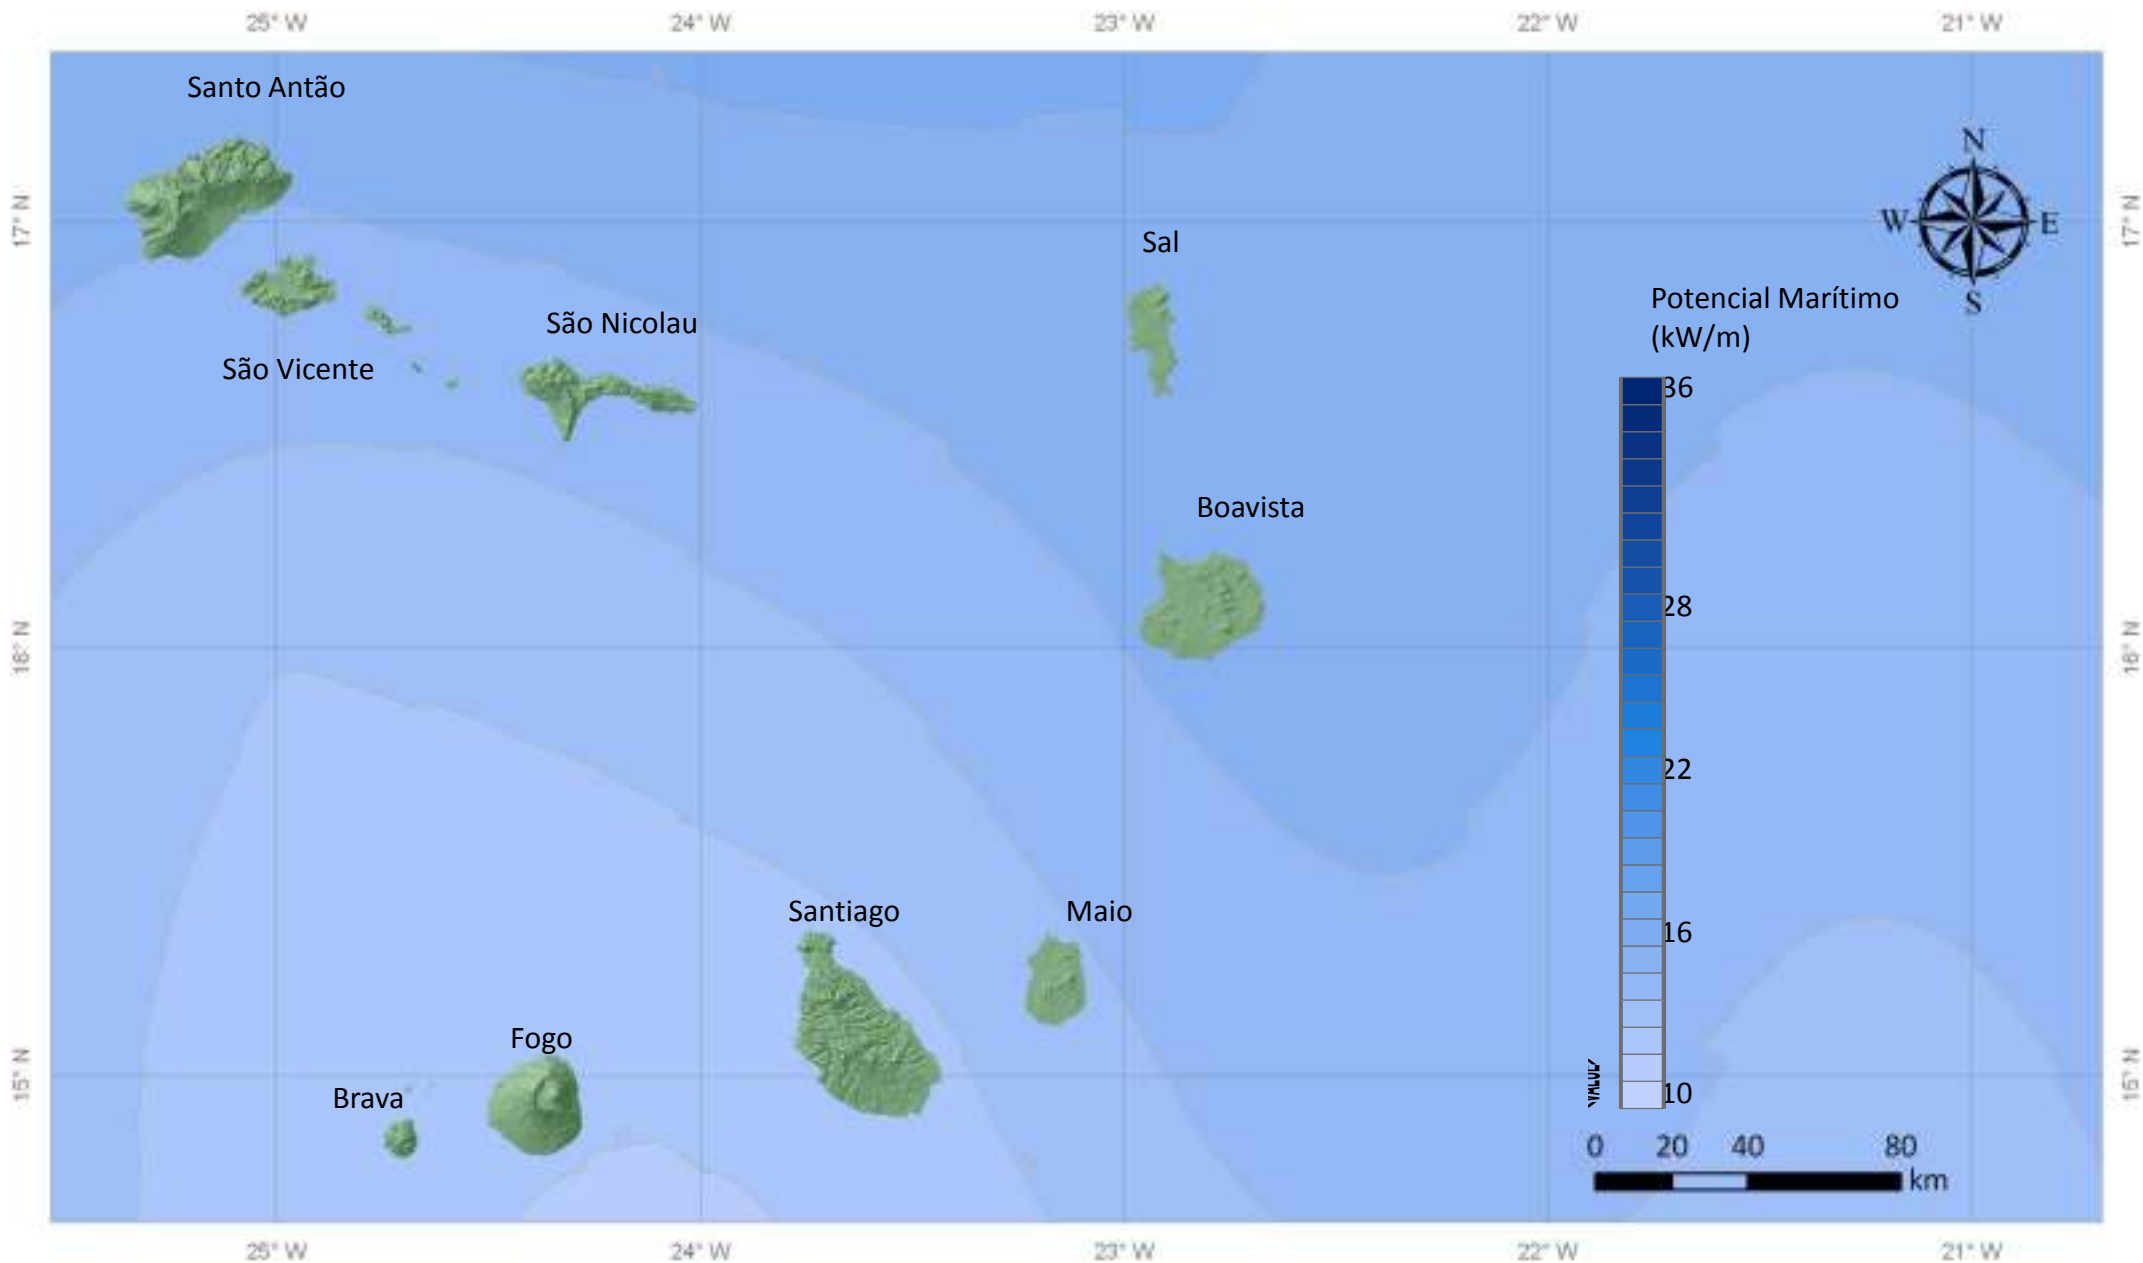 25° W 24° W 23° W 22° W 21° W
Santo Antão
N
17° N W E 17° N
Sal
S
Potencial Marítimo
(kW/m)
São Nicolau
São Vicente
36
Boavista
28
16° N 16° N
22
Santiago Maio
16
Fogo
15° N 15° N
Brava
VALUE
10
0 20 40 80
km
25° W 24° W 23° W 22° W 21° W